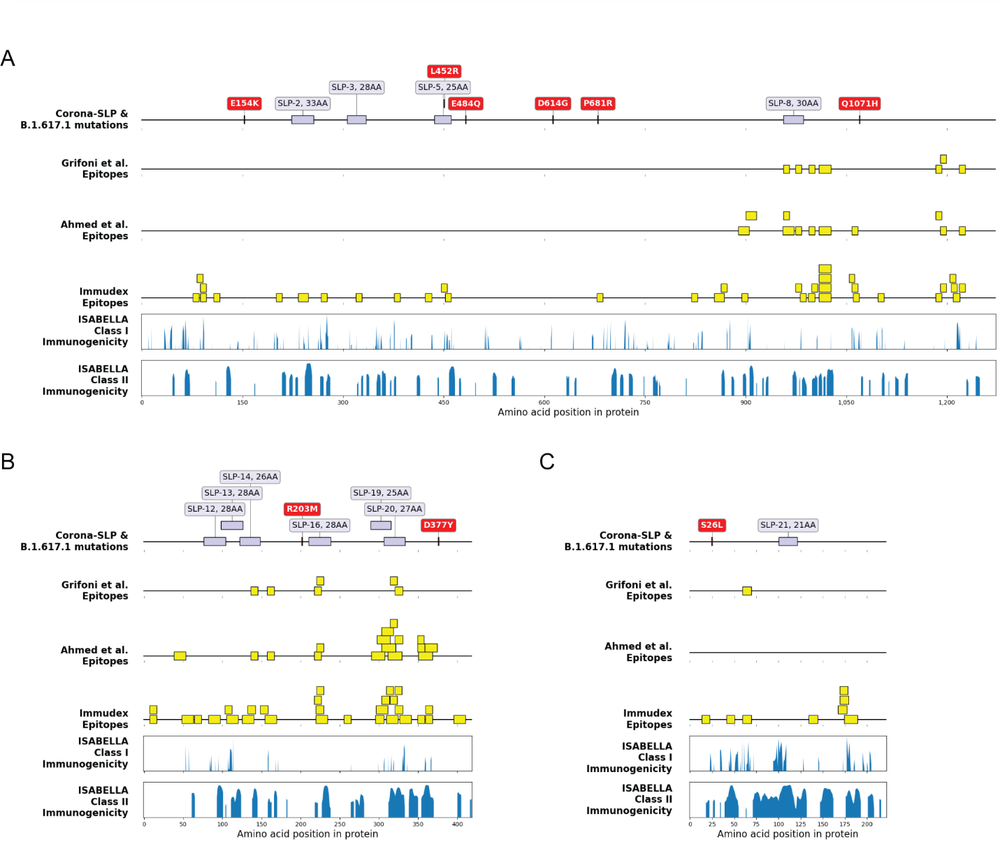 A
L452R
SLP-3, 28AA
SLP-5, 25AA
E154K
SLP-2, 33AA
E484Q
D614G
P681R
SLP-8, 30AA
Q1071H
Corona-SLP &
B.1.617.1 mutations
Grifoni et al.
Epitopes
Ahmed et al.
Epitopes
Immudex
Epitopes
ISABELLA
Class I
Immunogenicity
ISABELLA
Class II
Immunogenicity
0 150 300 450 600 750 900 1,050 1,200
Amino acid position in protein
B
SLP-14, 26AA
SLP-13, 28AA
SLP-19, 25AA
SLP-12, 28AA
R203M
SLP-20, 27AA
SLP-16, 28AA
D377Y
Corona-SLP &
B.1.617.1 mutations
Grifoni et al.
Epitopes
Ahmed et al.
Epitopes
Immudex
Epitopes
ISABELLA
Class I
Immunogenicity
ISABELLA
Class II
Immunogenicity
0 50 100 150 200 250 300 350 400
Amino acid position in protein
C
S26L
SLP-21, 21AA
Corona-SLP &
B.1.617.1 mutations
Grifoni et al.
Epitopes
Ahmed et al.
Epitopes
Immudex
Epitopes
ISABELLA
Class I
Immunogenicity
ISABELLA
Class II
Immunogenicity
0 25 50 75 100 125 150 175 200
Amino acid position in protein